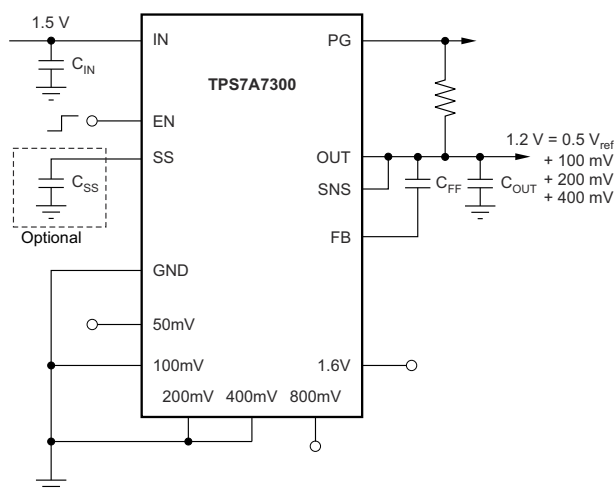 1.5 V
IN
PG
C_IN
TPS7A7300
EN
SS
OUT
1.2 V = 0.5 V_ref
+ 100 mV
+ 200 mV
+ 400 mV
C_SS
SNS
C_FF
C_OUT
Optional
FB
GND
50mV
100mV
1.6V
200mV 400mV 800mV